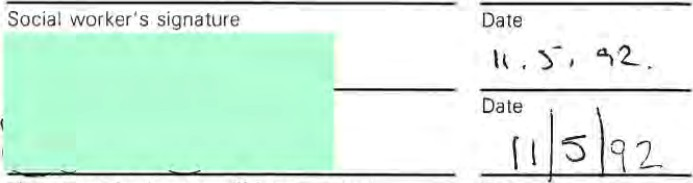 Social worker's signature
Date
11.5.92.
Date
11/5/92